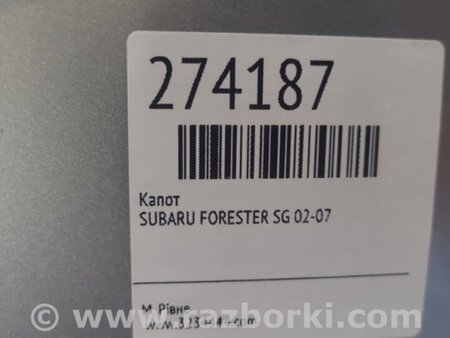 274187
Капот
SUBARU FORESTER SG 02-07
М. Рівне
www.razborki.com